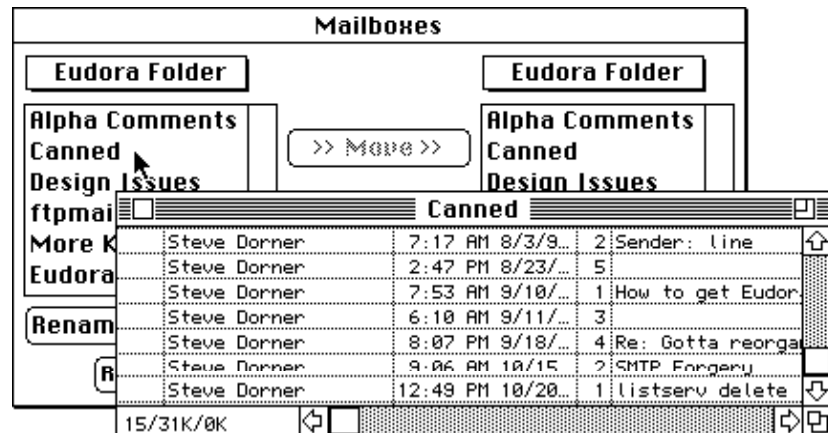 Mailboxes
Eudora Folder
Eudora Folder
Alpha Comments
Canned
Design Issues
ftpmai
More K
Eudora
>> Move >>
Alpha Comments
Canned
Design Issues
Renam
R
Canned
Steve Dorner 7:17 AM 8/3/9… 2 Sender: line
Steve Dorner 2:47 PM 8/23/… 5
Steve Dorner 7:53 AM 9/10/… 1 How to get Eudor
Steve Dorner 6:10 AM 9/11/… 3
Steve Dorner 8:07 PM 9/18/… 4 Re: Gotta reorga
Steve Dorner 9:06 AM 10/15 2 SMTP Forgery
Steve Dorner 12:49 PM 10/20… 1 listserv delete
15/31K/0K